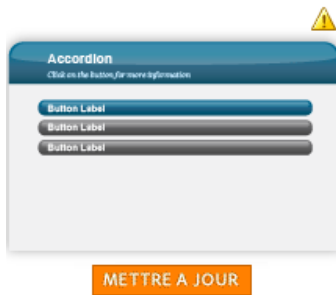 Accordion
Click on the button for more information
Button Label
Button Label
Button Label
METTRE A JOUR